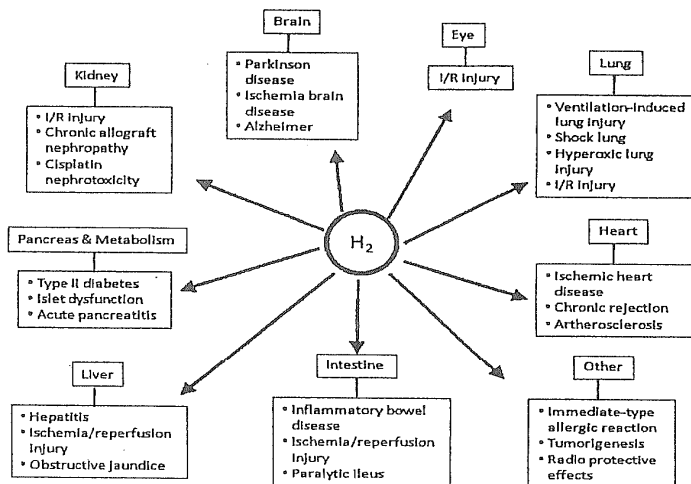 Brain
• Parkinson
disease
• Ischemia brain
disease
• Alzheimer
Eye
I/R Injury
Kidney
• I/R Injury
• Chronic allograft
nephropathy
• Cisplatin
nephrotoxicity
Lung
• Ventilation-induced
lung injury
• Shock lung
• Hyperoxic lung
injury
• I/R Injury
H₂
Pancreas & Metabolism
• Type II diabetes
• Islet dysfunction
• Acute pancreatitis
Heart
• Ischemic heart
disease
• Chronic rejection
• Artherosclerosis
Liver
• Hepatitis
• Ischemia/reperfusion
injury
• Obstructive jaundice
Intestine
• Inflammatory bowel
disease
• Ischemia/reperfusion
injury
• Paralytic ileus
Other
• Immediate-type
allergic reaction
• Tumorigenesis
• Radio protective
effects